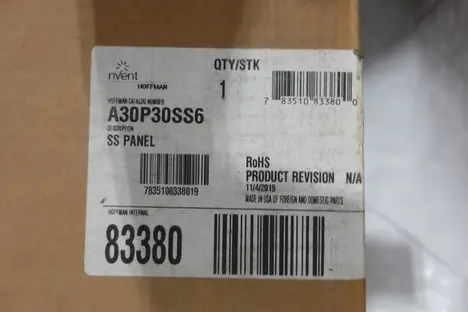 nvent
HOFFMAN
QTY/STK
1
7 83510 83380 0
HOFFMAN CATALOG NUMBER
A30P30SS6
DESCRIPTION
SS PANEL
7835108338019
RoHS
PRODUCT REVISION N/A
11/4/2019
MADE IN USA OF FOREIGN AND DOMESTIC PARTS
HOFFMAN INTERNAL
83380